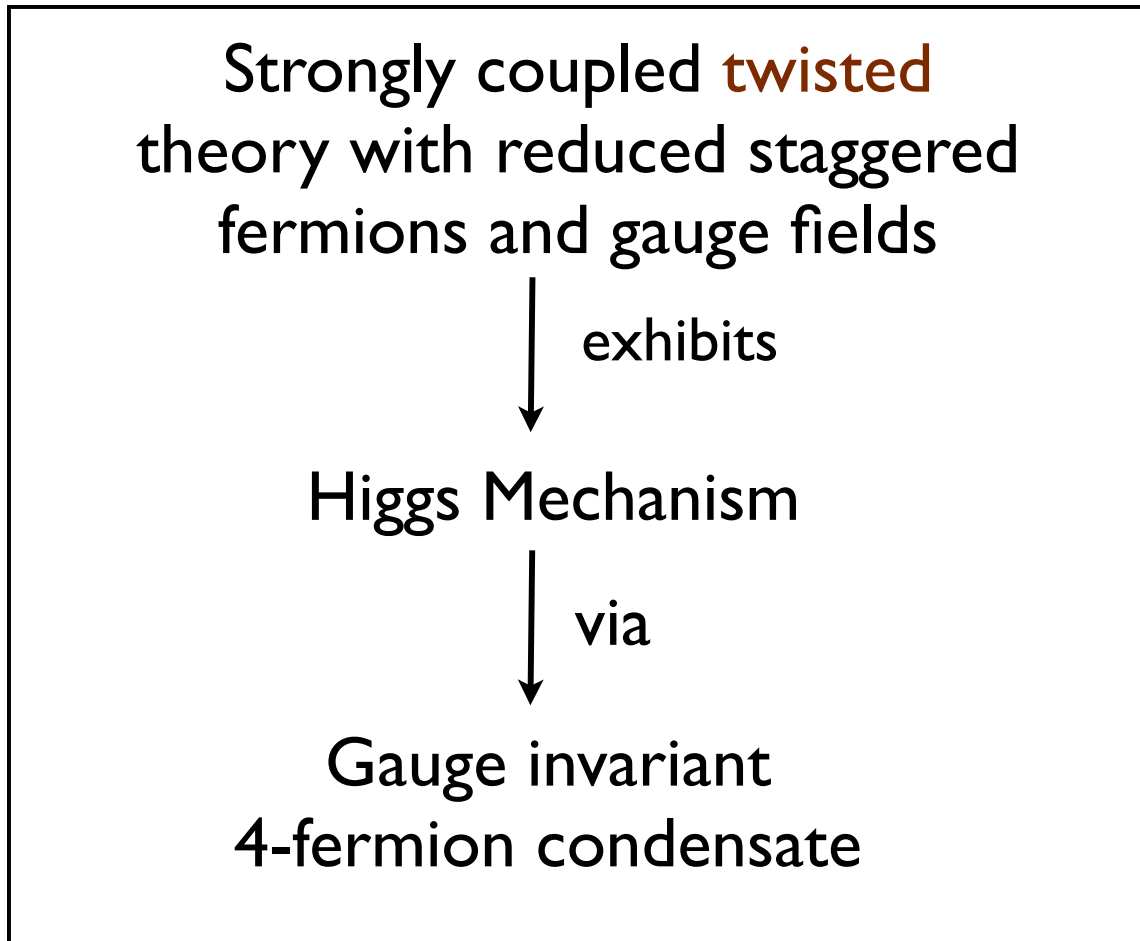 Strongly coupled twisted
theory with reduced staggered
fermions and gauge fields
exhibits
Higgs Mechanism
via
Gauge invariant
4-fermion condensate